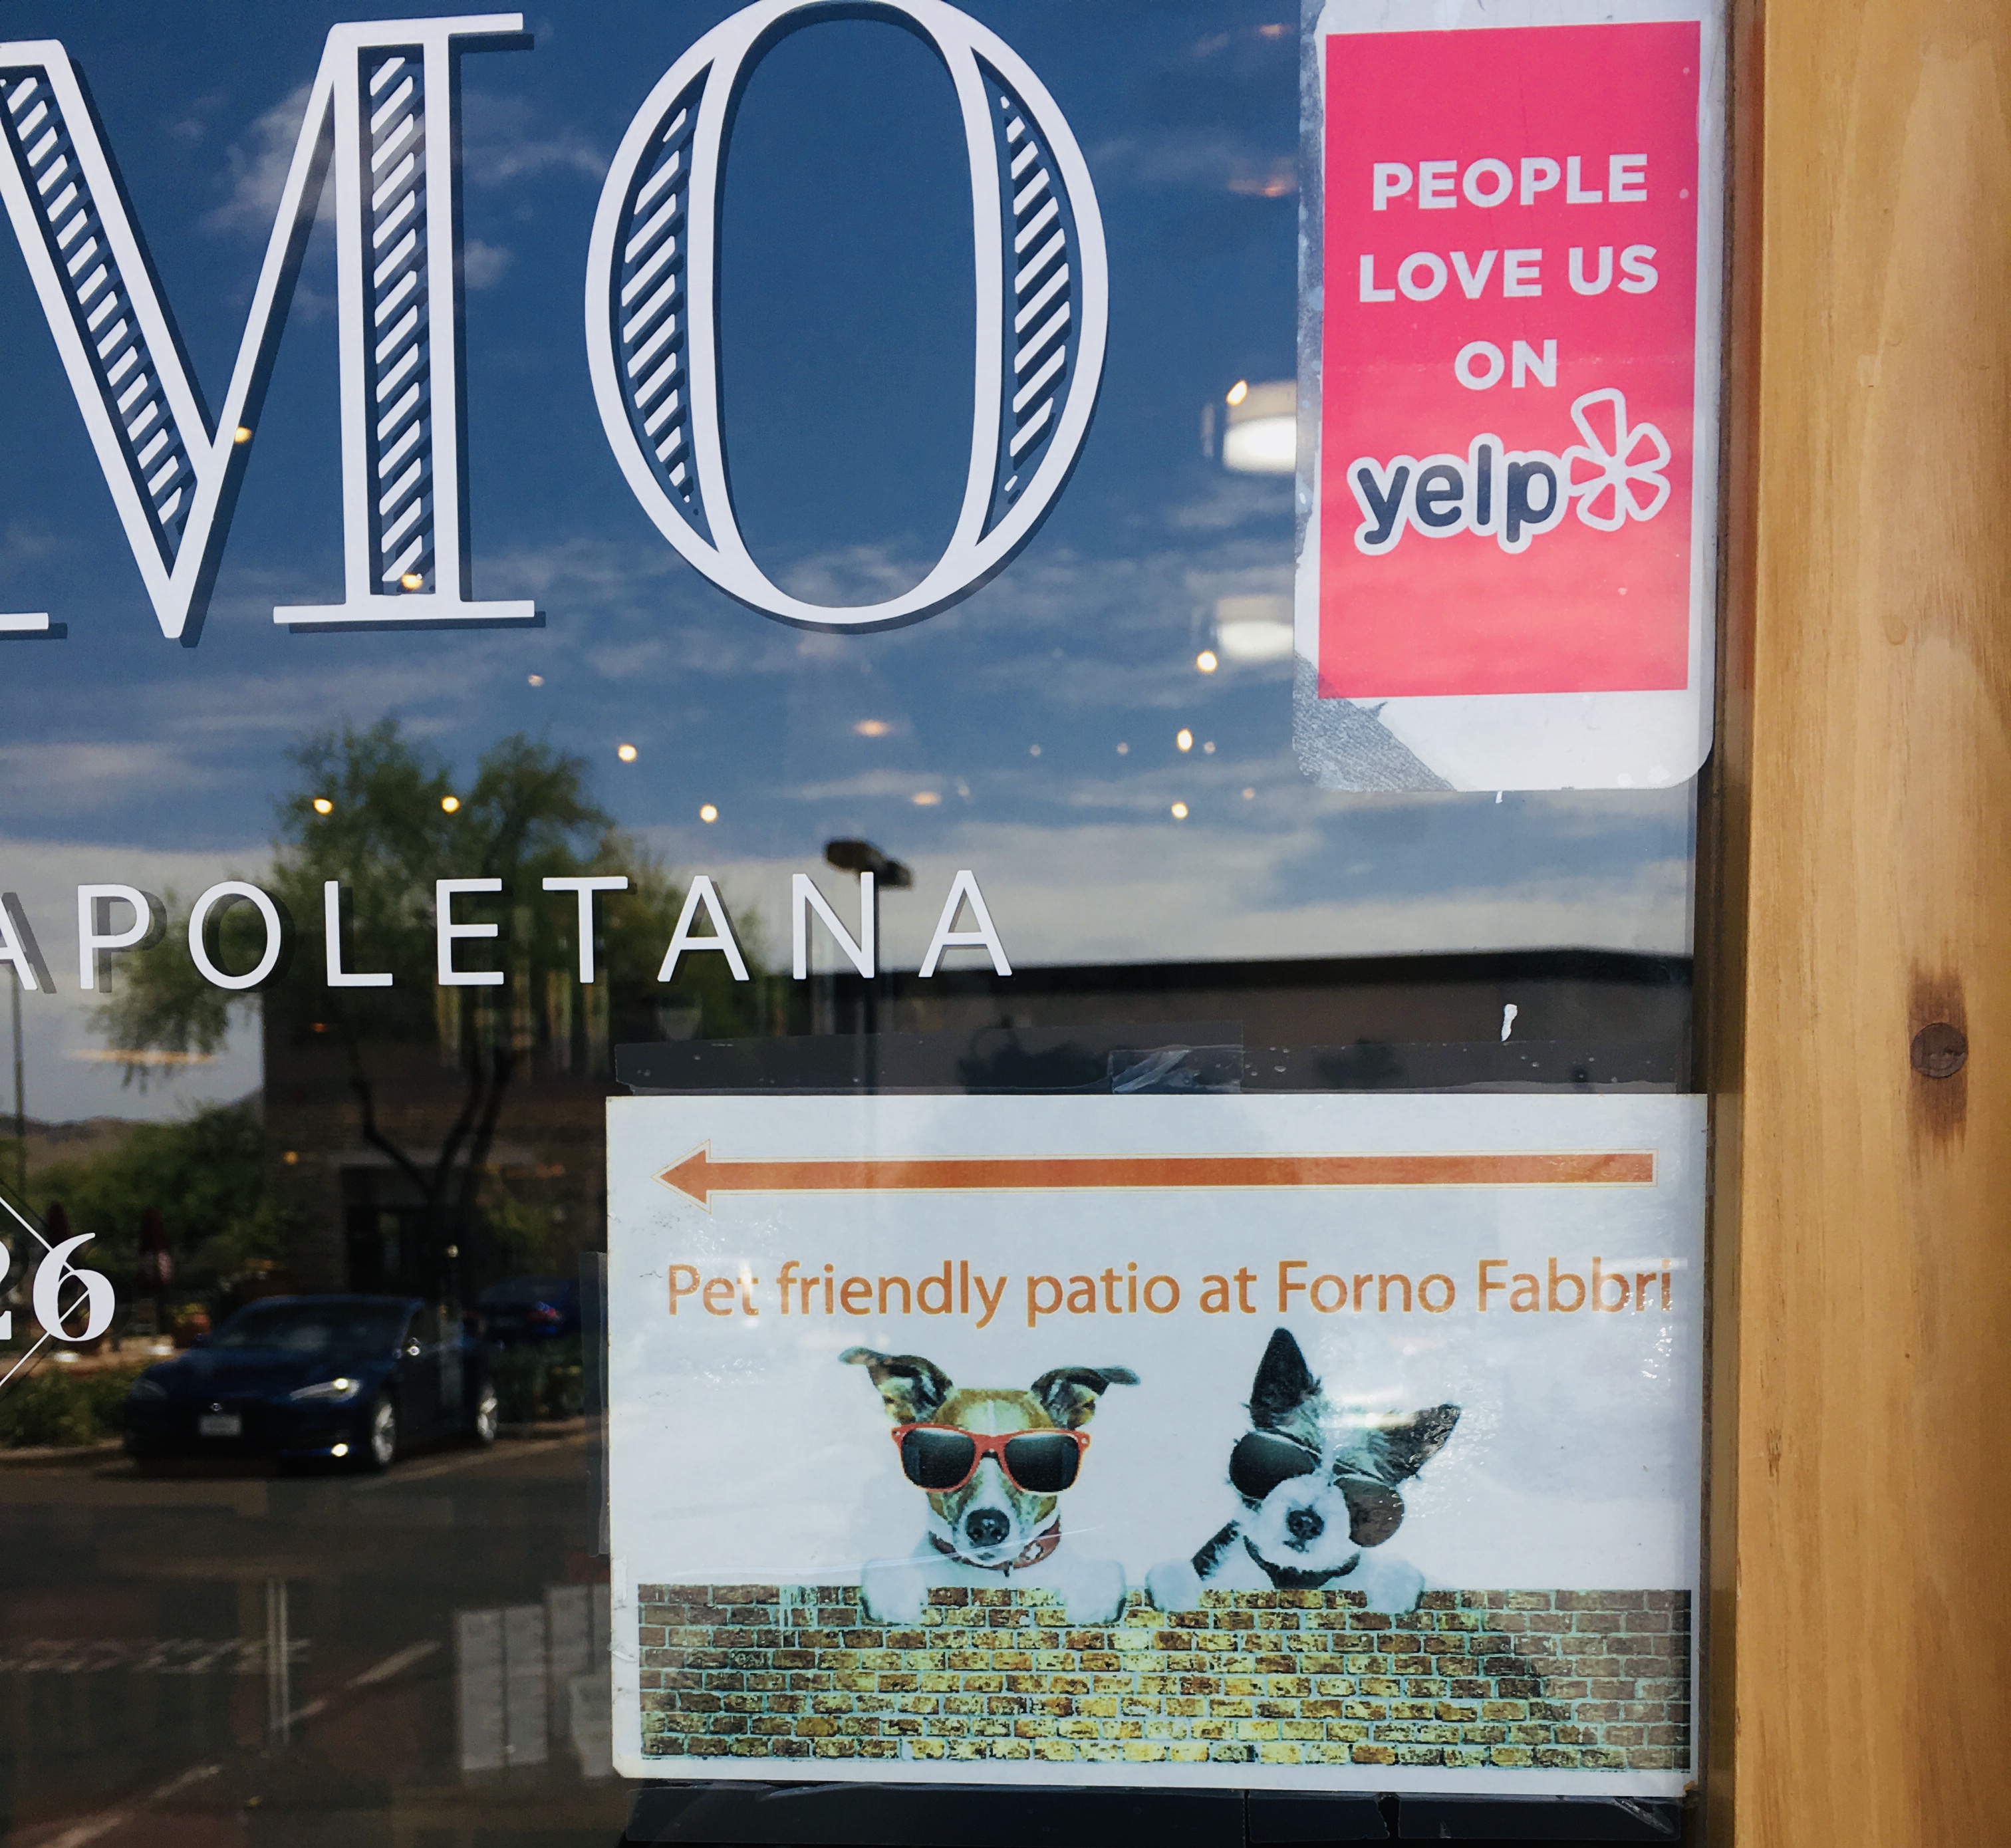 MO
PEOPLE
LOVE US
ON
yelp
APOLETANA
26
Pet friendly patio at Forno Fabbri